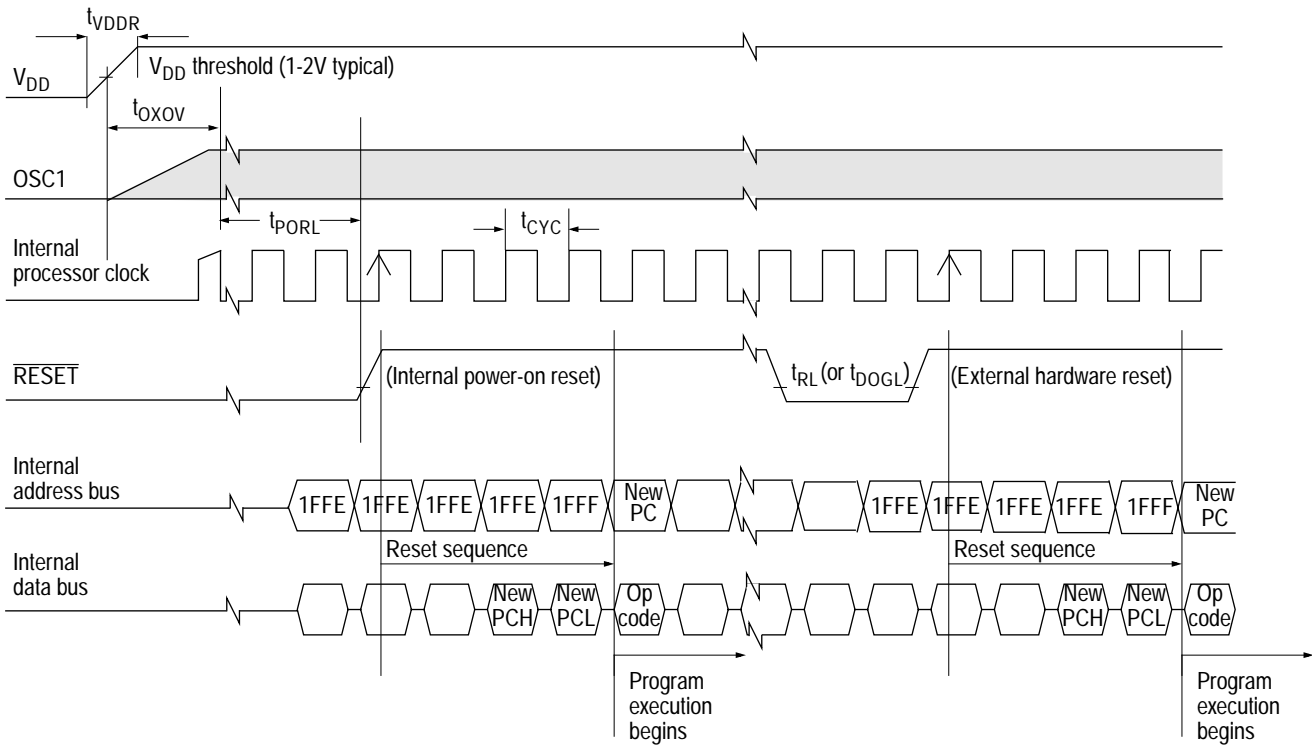 tVDDR
VDD
VDD threshold (1-2V typical)
tOXOV
OSC1
tPORL
tCYC
Internal
processor clock
RESET
(Internal power-on reset)
tRL (or tDOGL)
(External hardware reset)
Internal
address bus
1FFE 1FFE 1FFE 1FFE 1FFF New PC
1FFE 1FFE 1FFE 1FFE 1FFF New PC
Reset sequence
Reset sequence
Internal
data bus
New PCH New PCL Op code
New PCH New PCL Op code
Program
execution
begins
Program
execution
begins